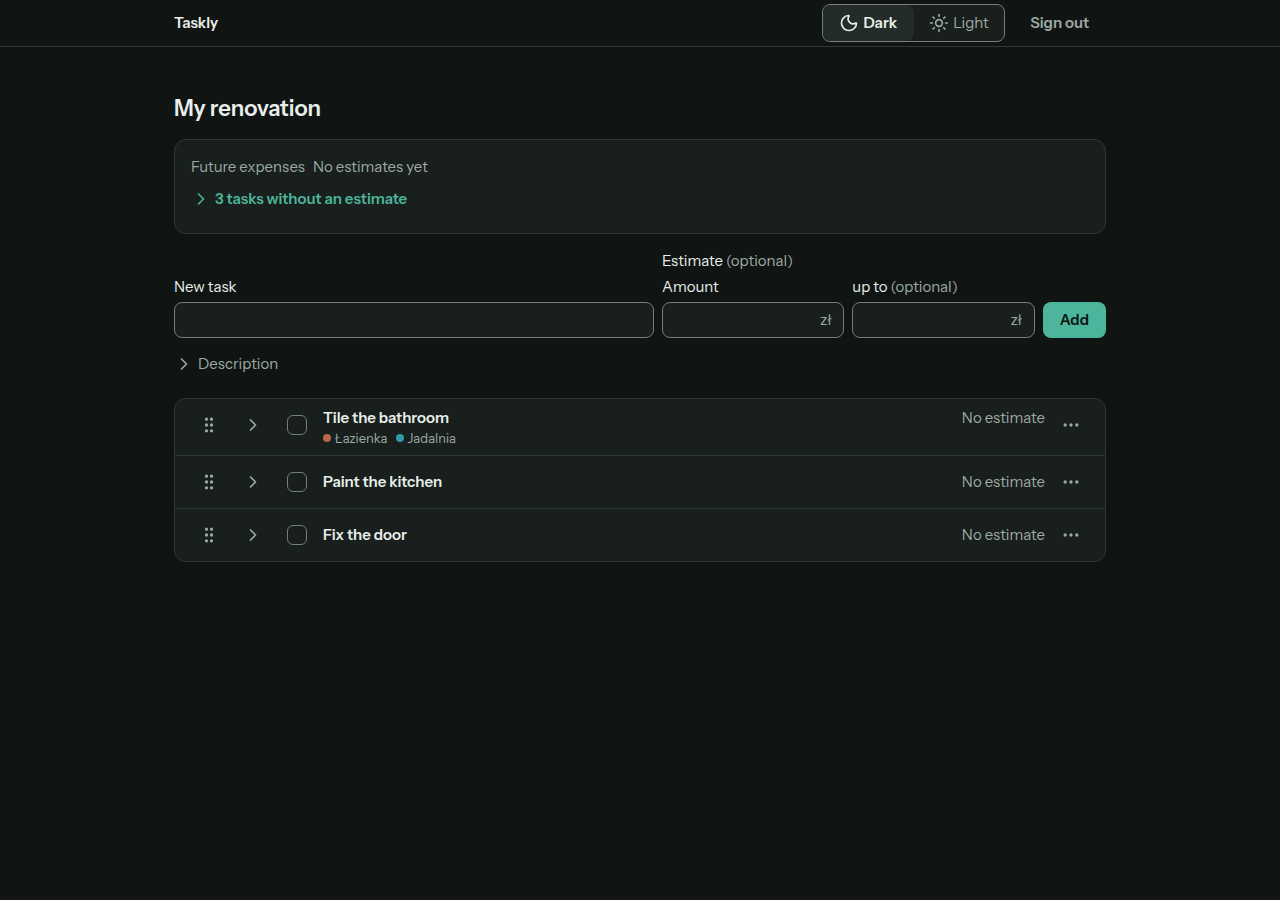 Taskly
Dark
Light
Sign out
My renovation
Future expenses No estimates yet
3 tasks without an estimate
Estimate (optional)
New task
Amount
up to (optional)
zł
zł
Add
Description
Tile the bathroom
No estimate
Łazienka
Jadalnia
Paint the kitchen
No estimate
Fix the door
No estimate